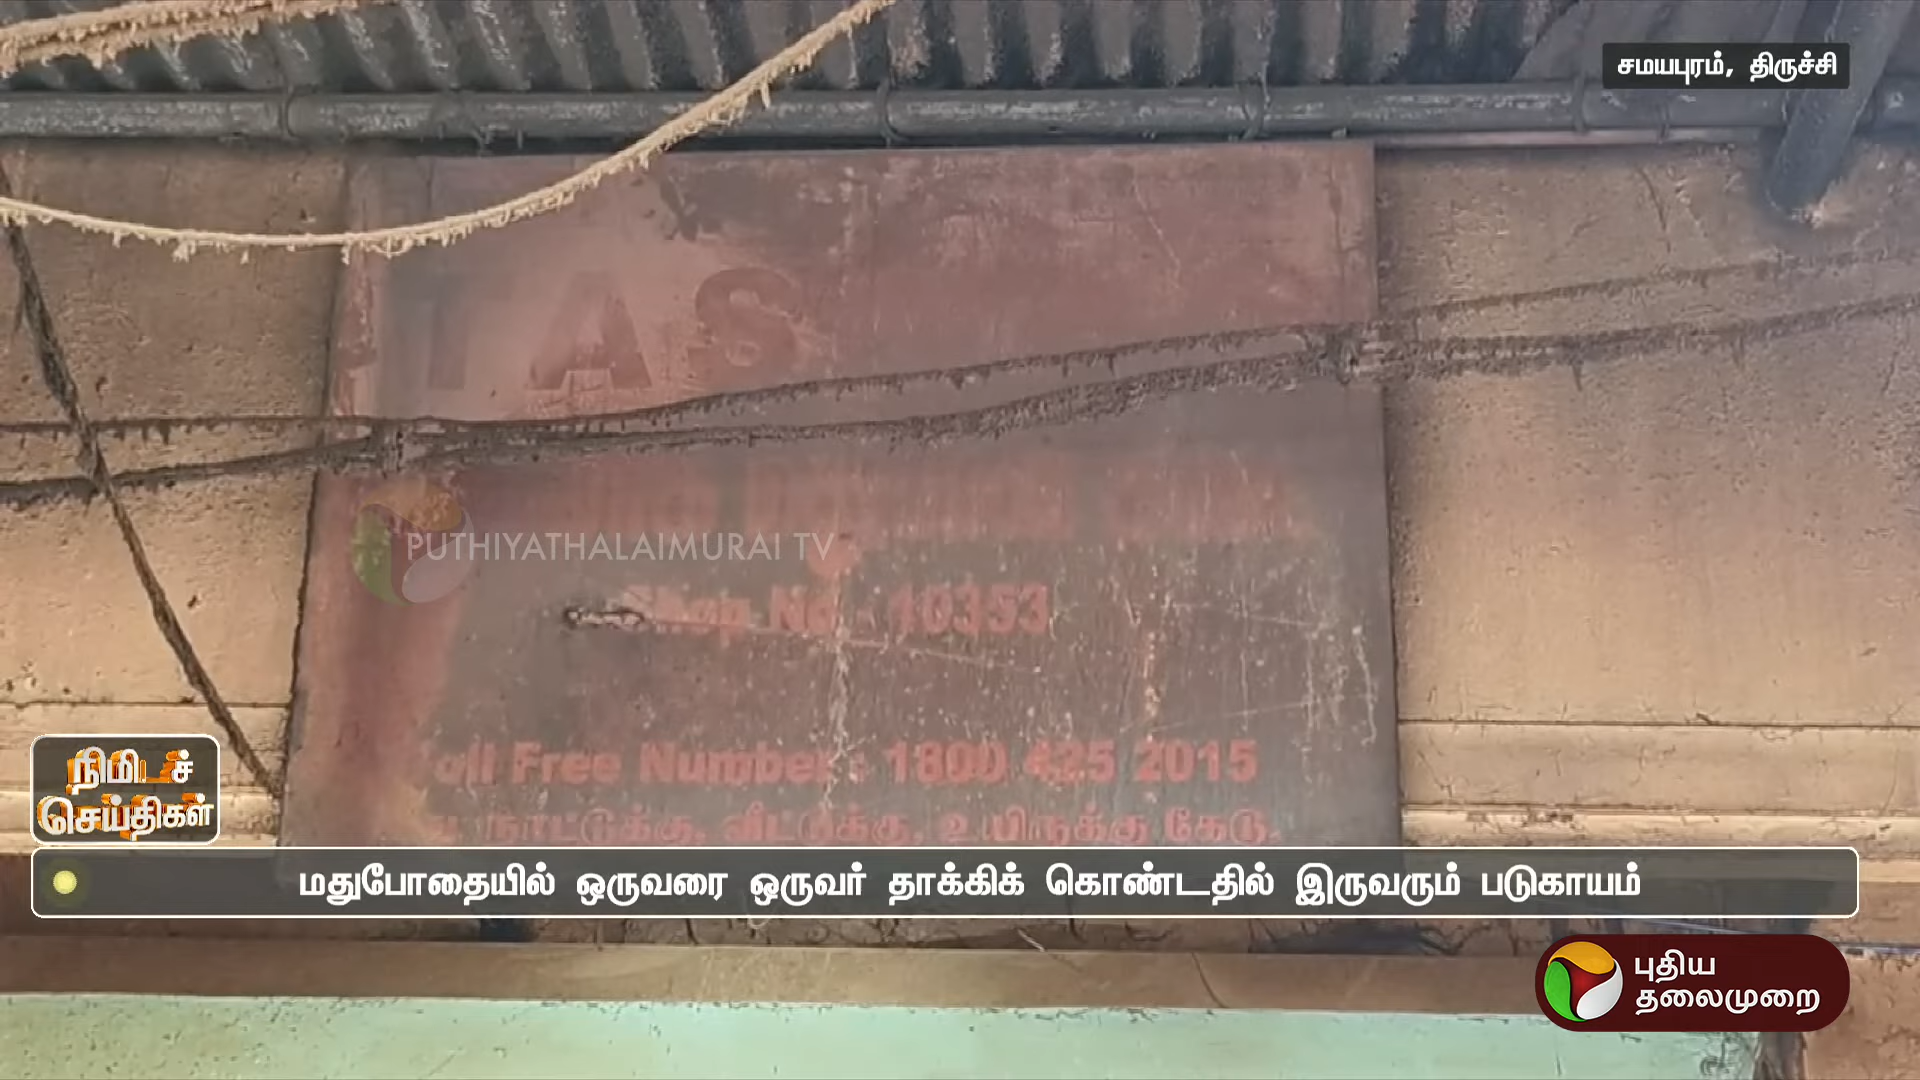 சமயபுரம், திருச்சி
TAS
PUTHIYATHALAIMURAI TV
Shop No : 10353
Toll Free Number : 1800 425 2015
நாட்டுக்கு, வீட்டுக்கு, உயிருக்கு கேடு.
நிமிடச்
செய்திகள்
மதுபோதையில் ஒருவரை ஒருவர் தாக்கிக் கொண்டதில் இருவரும் படுகாயம்
புதிய
தலைமுறை